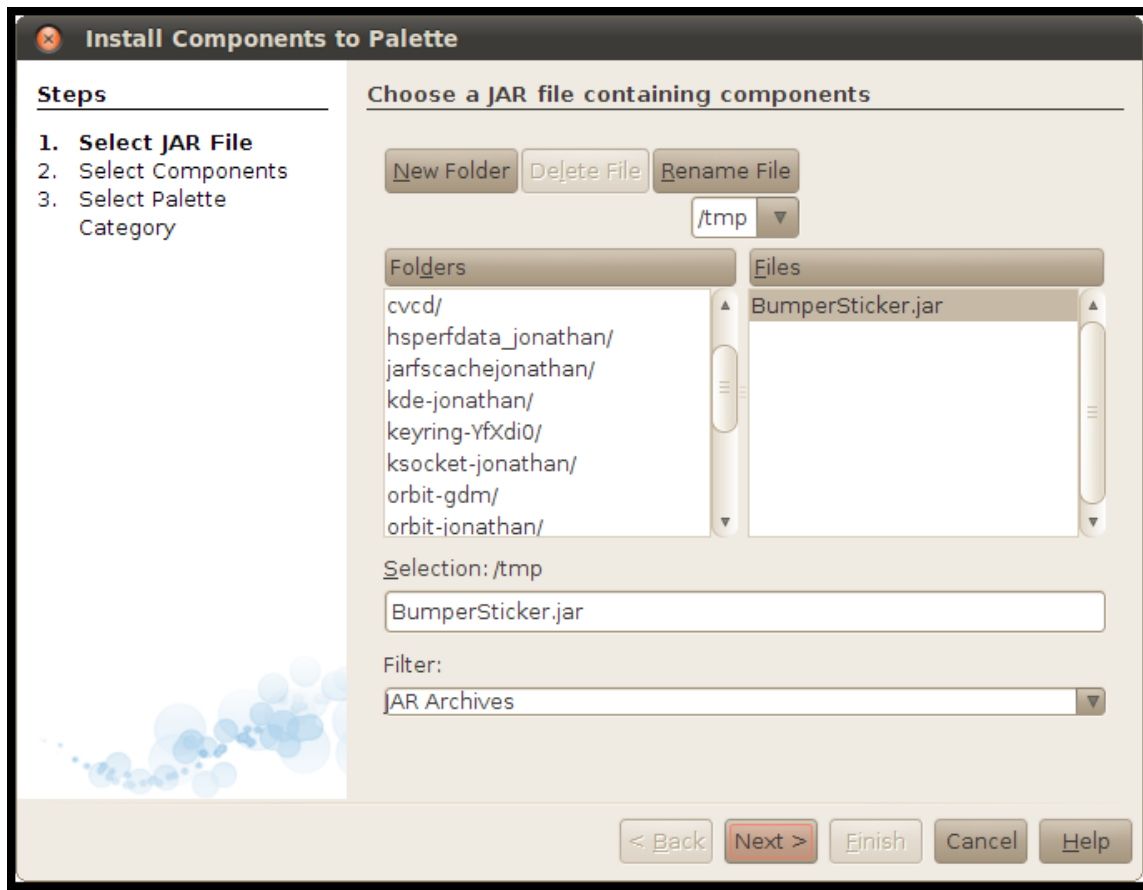 Install Components to Palette
Steps
1. Select JAR File
2. Select Components
3. Select Palette
Category
Choose a JAR file containing components
New Folder Delete File Rename File
/tmp
Folders
cvcd/
hsperfdata_jonathan/
jarfscachejonathan/
kde-jonathan/
keyring-YfXdi0/
ksocket-jonathan/
orbit-gdm/
orbit-jonathan/
Files
BumperSticker.jar
Selection: /tmp
BumperSticker.jar
Filter:
JAR Archives
< Back Next > Finish Cancel Help